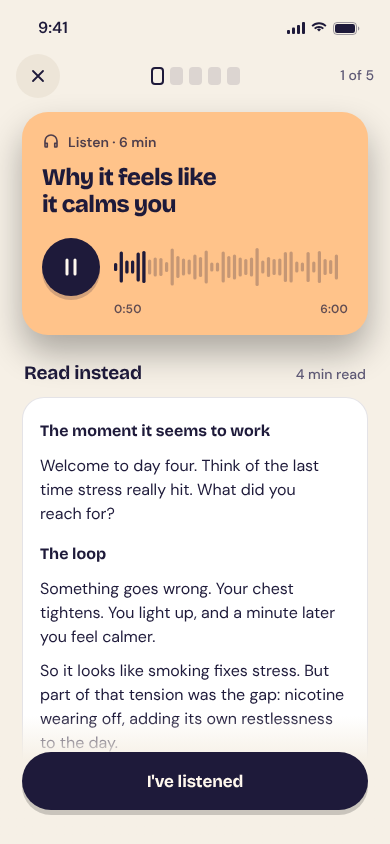 9:41
1 of 5
Listen · 6 min
Why it feels like
it calms you
0:50
6:00
Read instead
4 min read
The moment it seems to work
Welcome to day four. Think of the last
time stress really hit. What did you
reach for?
The loop
Something goes wrong. Your chest
tightens. You light up, and a minute later
you feel calmer.
So it looks like smoking fixes stress. But
part of that tension was the gap: nicotine
wearing off, adding its own restlessness
to the day.
I've listened